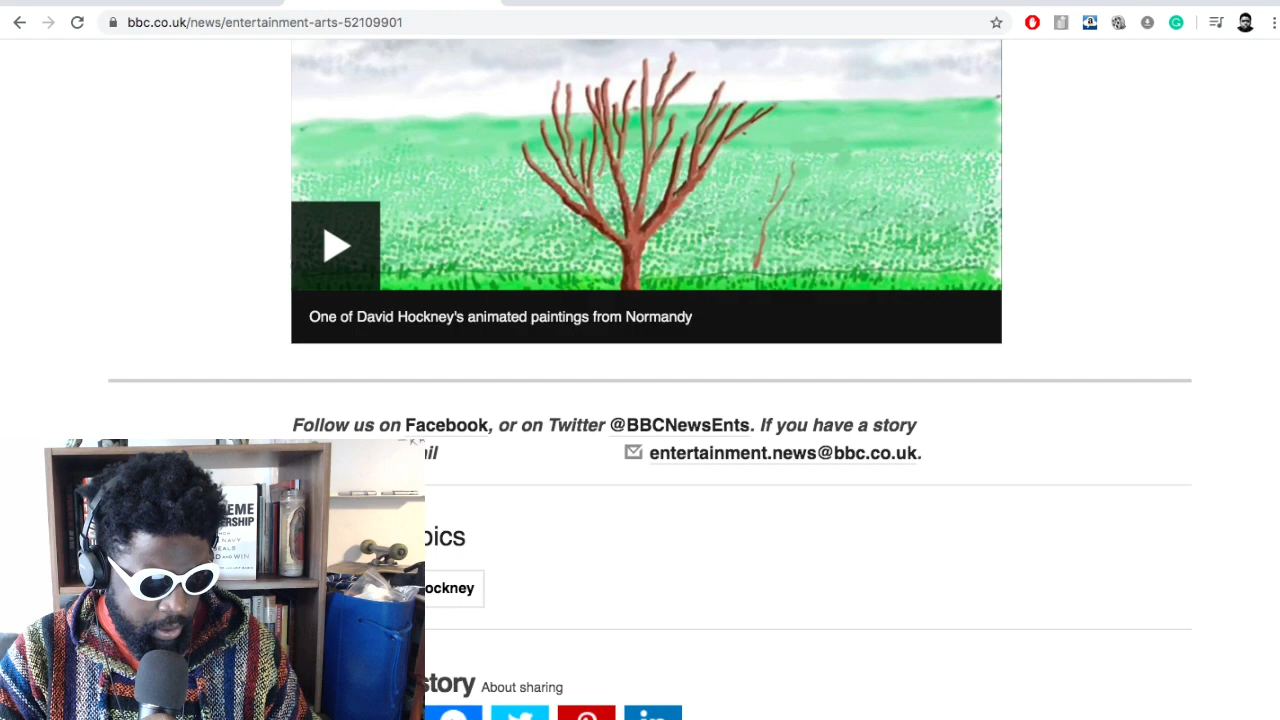 bbc.co.uk/news/entertainment-arts-52109901
One of David Hockney's animated paintings from Normandy
Follow us on Facebook, or on Twitter @BBCNewsEnts. If you have a story
entertainment.news@bbc.co.uk.
story About sharing